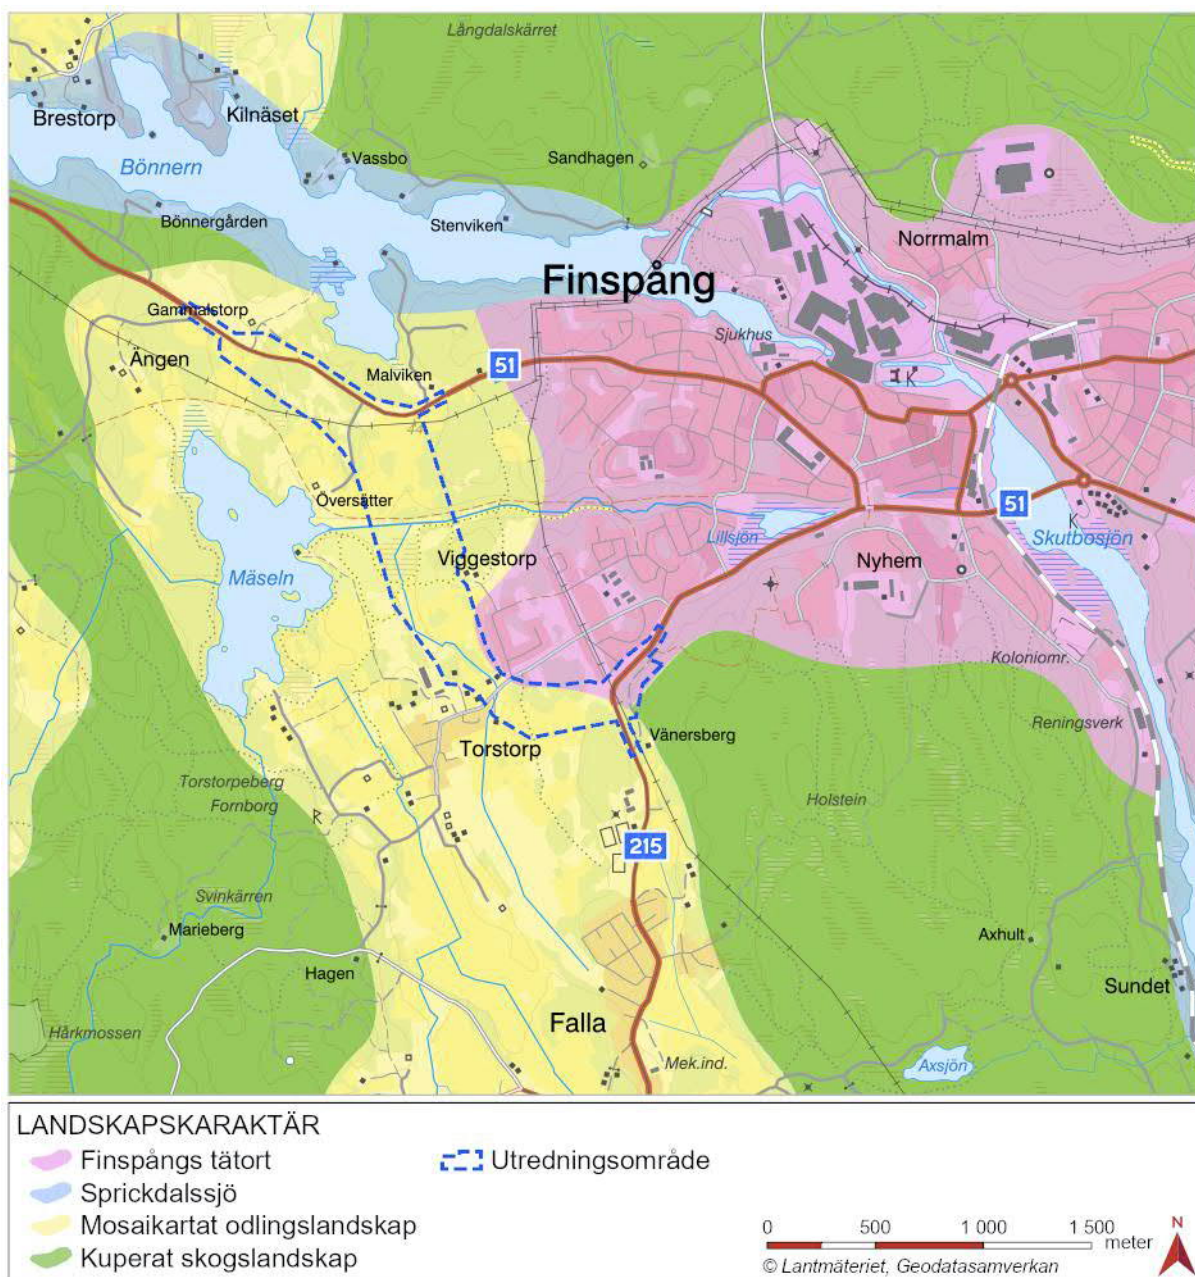 Långdalskärret
Brestorp
Kilnäset
Bönnern
Vassbo
Sandhagen
Bönnergården
Stenviken
Norrmalm
Finspång
Gammalstorp
Sjukhus
Ängen
Malviken
51
K
Översätter
51
K
Lillsjön
Skutbosjön
Viggestorp
Nyhem
Mäseln
Koloniomr.
Reningsverk
Torstorp
Vänersberg
Torstorpeberg
Fornborg
R
Holstein
215
Svinkärren
Marieberg
Axhult
Hagen
Sundet
Falla
Hårkmossen
Mek.ind.
Axsjön
LANDSKAPSKARAKTÄR
Finspångs tätort
Utredningsområde
Sprickdalssjö
Mosaikartat odlingslandskap
Kuperat skogslandskap
0 500 1 000 1 500
meter
N
© Lantmäteriet, Geodatasamverkan